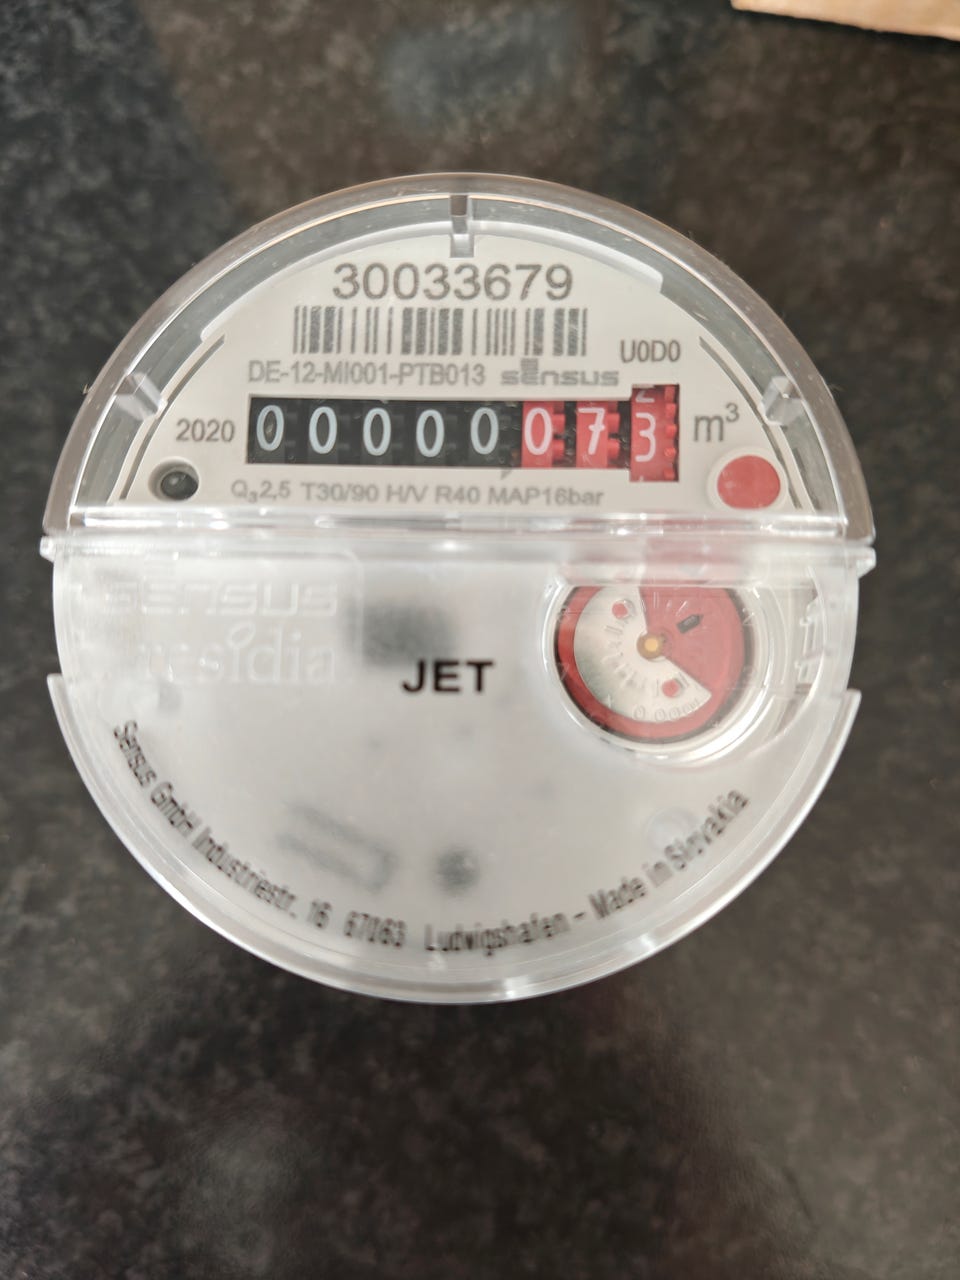 30033679
U0D0
DE-12-MI001-PTB013 sensus
2020 00000073 m³
Q₃2,5 T30/90 H/V R40 MAP16bar
sensus
residia
JET
Sensus GmbH Industriestr. 16 67063 Ludwigshafen - Made in Slovakia